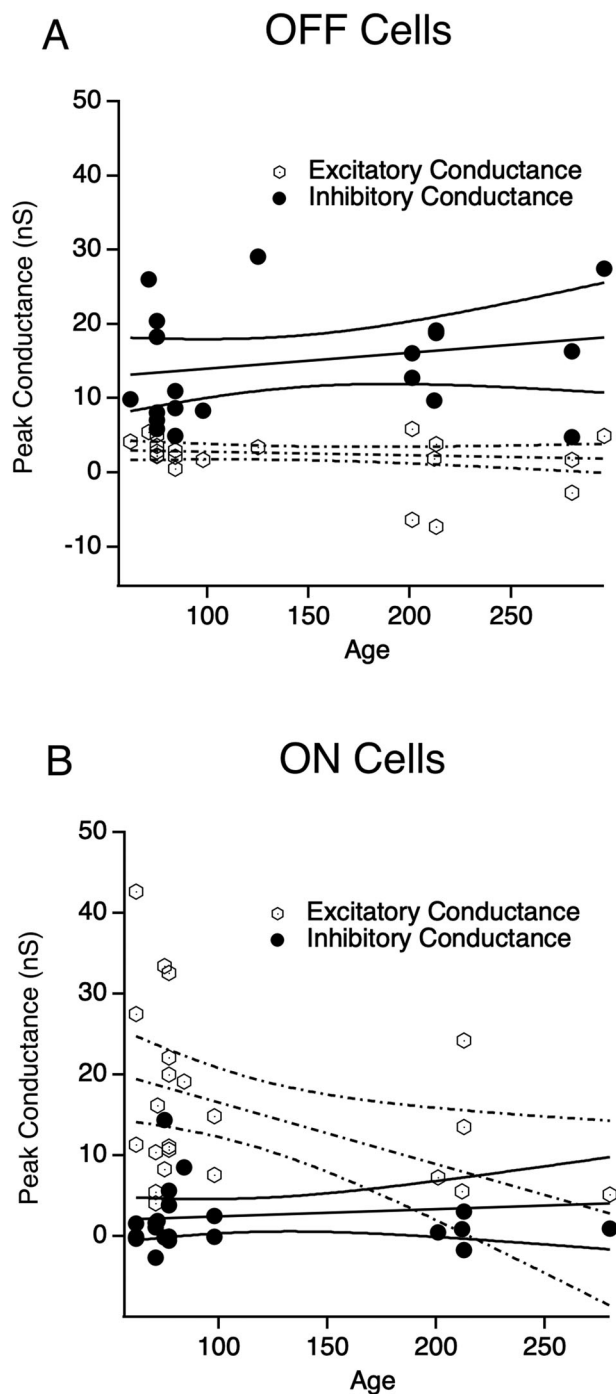 A
OFF Cells
50
40
30
20
10
0
-10
Peak Conductance (nS)
Excitatory Conductance
Inhibitory Conductance
100
150
200
250
Age
B
ON Cells
50
40
30
20
10
0
Peak Conductance (nS)
Excitatory Conductance
Inhibitory Conductance
100
150
200
250
Age